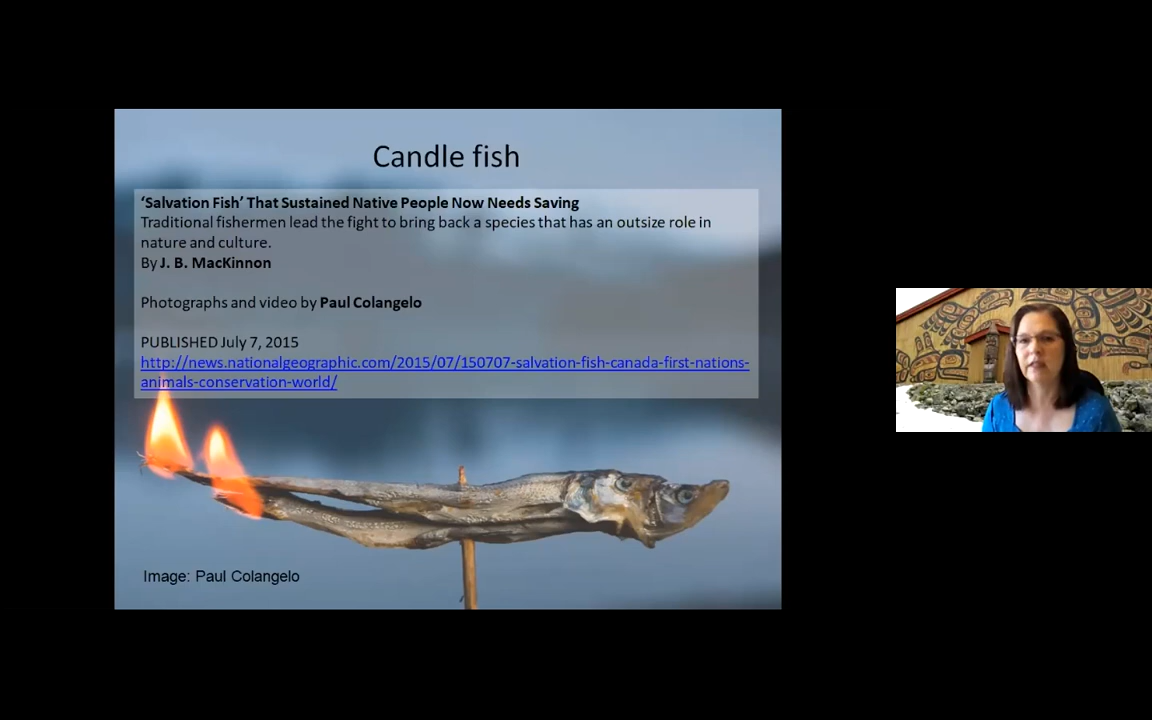 Candle fish
‘Salvation Fish’ That Sustained Native People Now Needs Saving
Traditional fishermen lead the fight to bring back a species that has an outsize role in
nature and culture.
By J. B. MacKinnon
Photographs and video by Paul Colangelo
PUBLISHED July 7, 2015
http://news.nationalgeographic.com/2015/07/150707-salvation-fish-canada-first-nations-
animals-conservation-world/
Image: Paul Colangelo